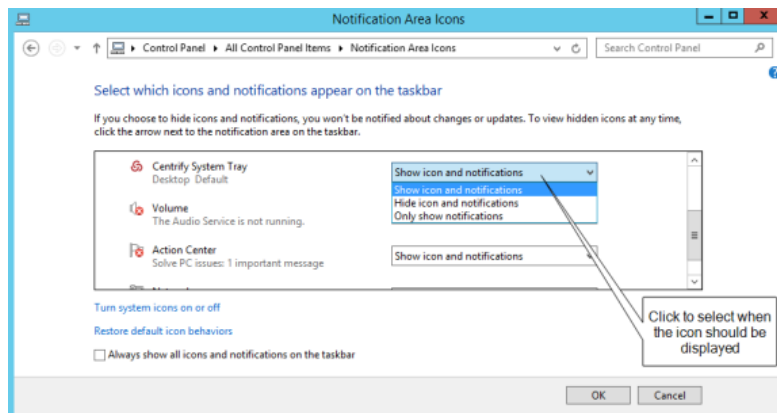 Notification Area Icons
Control Panel All Control Panel Items Notification Area Icons
Search Control Panel
Select which icons and notifications appear on the taskbar
If you choose to hide icons and notifications, you won't be notified about changes or updates. To view hidden icons at any time,
click the arrow next to the notification area on the taskbar.
Centrify System Tray
Desktop Default
Show icon and notifications
Show icon and notifications
Hide icon and notifications
Only show notifications
Volume
The Audio Service is not running.
Action Center
Solve PC issues: 1 important message
Show icon and notifications
Turn system icons on or off
Restore default icon behaviors
Always show all icons and notifications on the taskbar
Click to select when
the icon should be
displayed
OK
Cancel